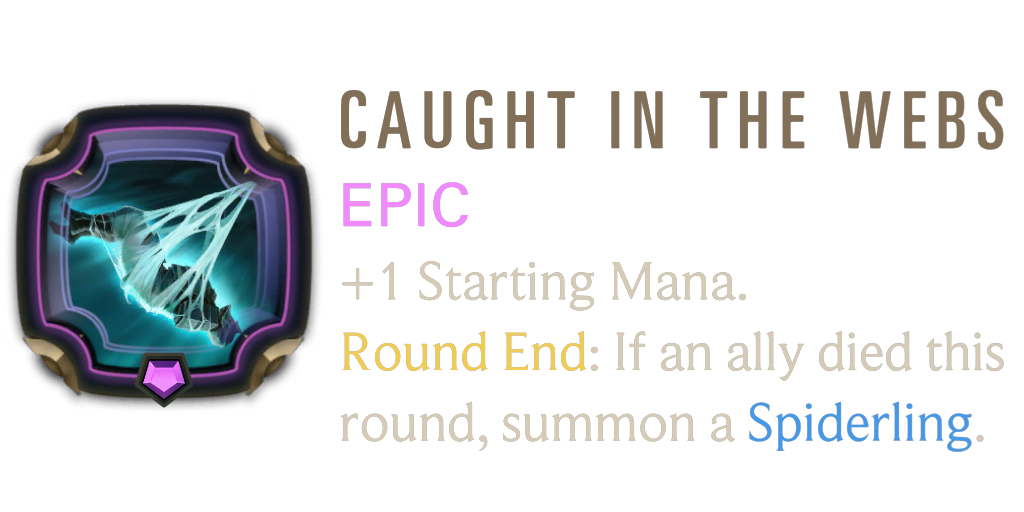 CAUGHT IN THE WEBS
EPIC
+1 Starting Mana.
Round End: If an ally died this
round, summon a Spiderling.